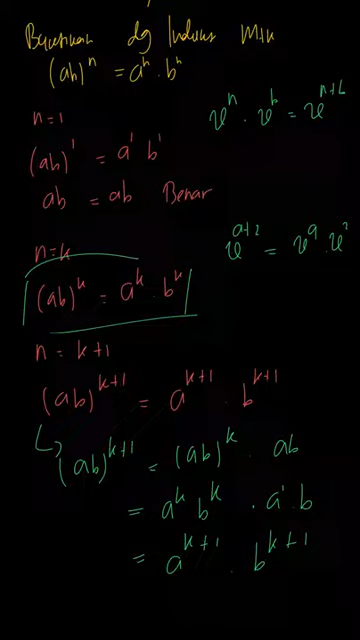 Buktikan dg Induksi Mtk
(ab)^n = a^n · b^n
n=1
(ab)^1 = a^1 b^1
ab = ab Benar
n=k
(ab)^k = a^k · b^k
n = k+1
(ab)^{k+1} = a^{k+1} · b^{k+1}
(ab)^{k+1} = (ab)^k · ab
= a^k b^k · a^1 · b
= a^{k+1} · b^{k+1}
a^{a+2} = a^a · a^2